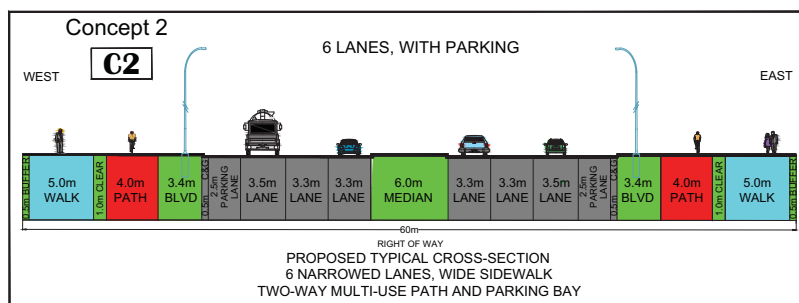 Concept 2
C2
6 LANES, WITH PARKING
WEST
EAST
0.5m BUFFER
5.0m
WALK
1.0m CLEAR
4.0m
PATH
3.4m
BLVD
0.5m C&G
2.5m
PARKING
LANE
3.5m
LANE
3.3m
LANE
3.3m
LANE
6.0m
MEDIAN
3.3m
LANE
3.3m
LANE
3.5m
LANE
2.5m
PARKING
LANE
0.5m C&G
3.4m
BLVD
4.0m
PATH
1.0m CLEAR
5.0m
WALK
0.5m BUFFER
60m
RIGHT OF WAY
PROPOSED TYPICAL CROSS-SECTION
6 NARROWED LANES, WIDE SIDEWALK
TWO-WAY MULTI-USE PATH AND PARKING BAY